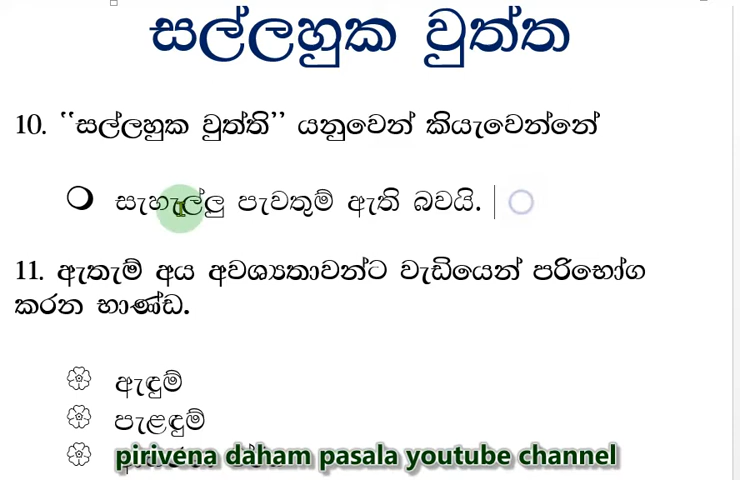 සල්ලහුක වුත්ත
10. “සල්ලහුක වුත්ති” යනුවෙන් කියැවෙන්නේ
සැහැල්ලු පැවතුම් ඇති බවයි.
11. ඇතැම් අය අවශ්‍යතාවන්ට වැඩියෙන් පරිභෝග
කරන භාණ්ඩ.
ඇඳුම්
පැළඳුම්
pirivena daham pasala youtube channel